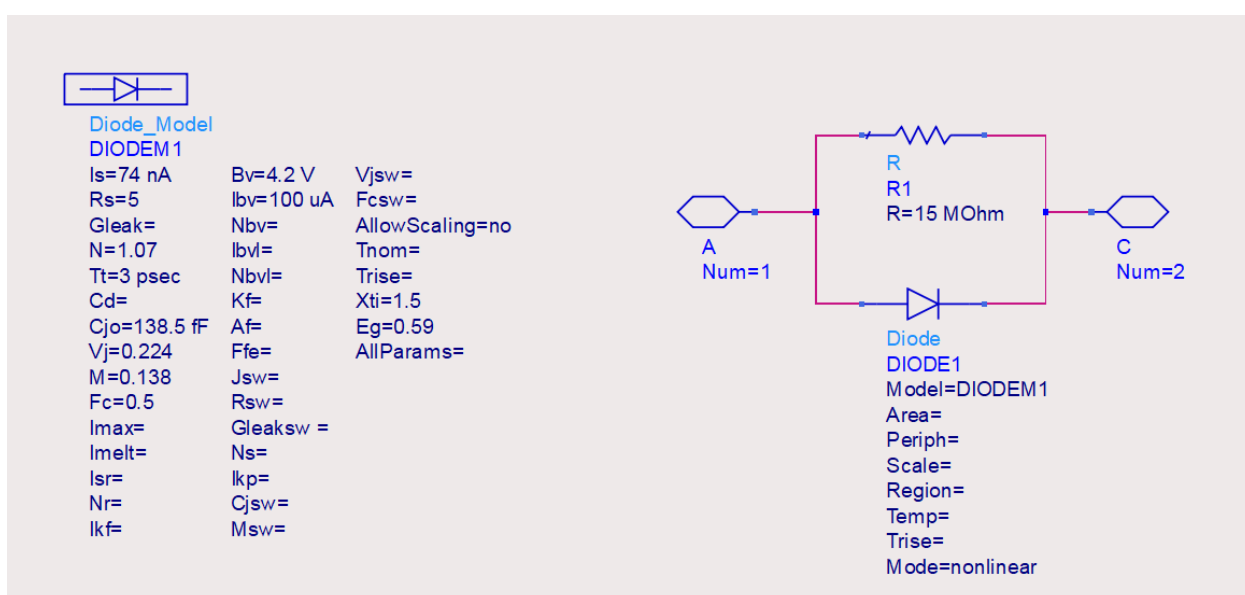 Diode_Model
DIODEM1
Is=74 nA
Rs=5
Gleak=
N=1.07
Tt=3 psec
Cd=
Cjo=138.5 fF
Vj=0.224
M=0.138
Fc=0.5
Imax=
Imelt=
Isr=
Nr=
Ikf=
Bv=4.2 V
Ibv=100 uA
Nbv=
Ibvl=
Nbvl=
Kf=
Af=
Ffe=
Jsw=
Rsw=
Gleaksw =
Ns=
Ikp=
Cjsw=
Msw=
Vjsw=
Fcsw=
AllowScaling=no
Tnom=
Trise=
Xti=1.5
Eg=0.59
AllParams=
A
Num=1
R
R1
R=15 MOhm
C
Num=2
Diode
DIODE1
Model=DIODEM1
Area=
Periph=
Scale=
Region=
Temp=
Trise=
Mode=nonlinear